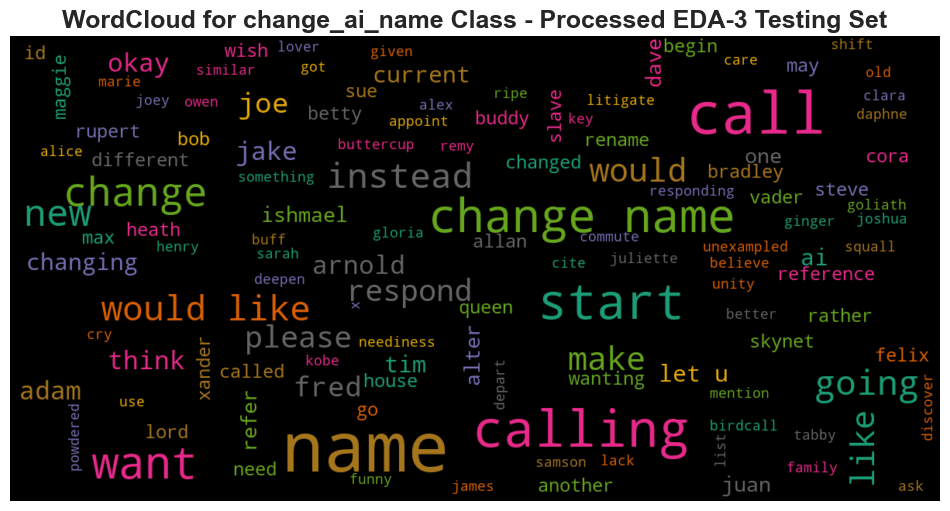 WordCloud for change_ai_name Class - Processed EDA-3 Testing Set
id
maggie
marie
okay
wish
similar
lover
got
given
current
dave
begin
care
may
shift
old
joey
owen
joe
sue
betty
alex
appoint
ripe
buddy
slave
litigate
key
rename
call
clara
daphne
rupert
bob
alice
different
jake
something
buttercup
remy
instead
changed
would
one
bradley
responding
cora
steve
change
new
max
heath
henry
changing
ishmael
buff
sarah
gloria
change name
allan
commute
vader
ginger
goliath
joshua
unexampled
ai
squall
deepen
arnold
respond
x
cite
juliette
believe
reference
unity
would like
queen
start
better
rather
cry
think
xander
please
neediness
kobe
tim
house
called
alter
depart
make
wanting
let u
skynet
felix
adam
use
refer
go
fred
mention
going
powdered
lord
name
calling
birdcall
tabby
like
discover
want
need
funny
samson
lack
list
family
james
another
juan
ask